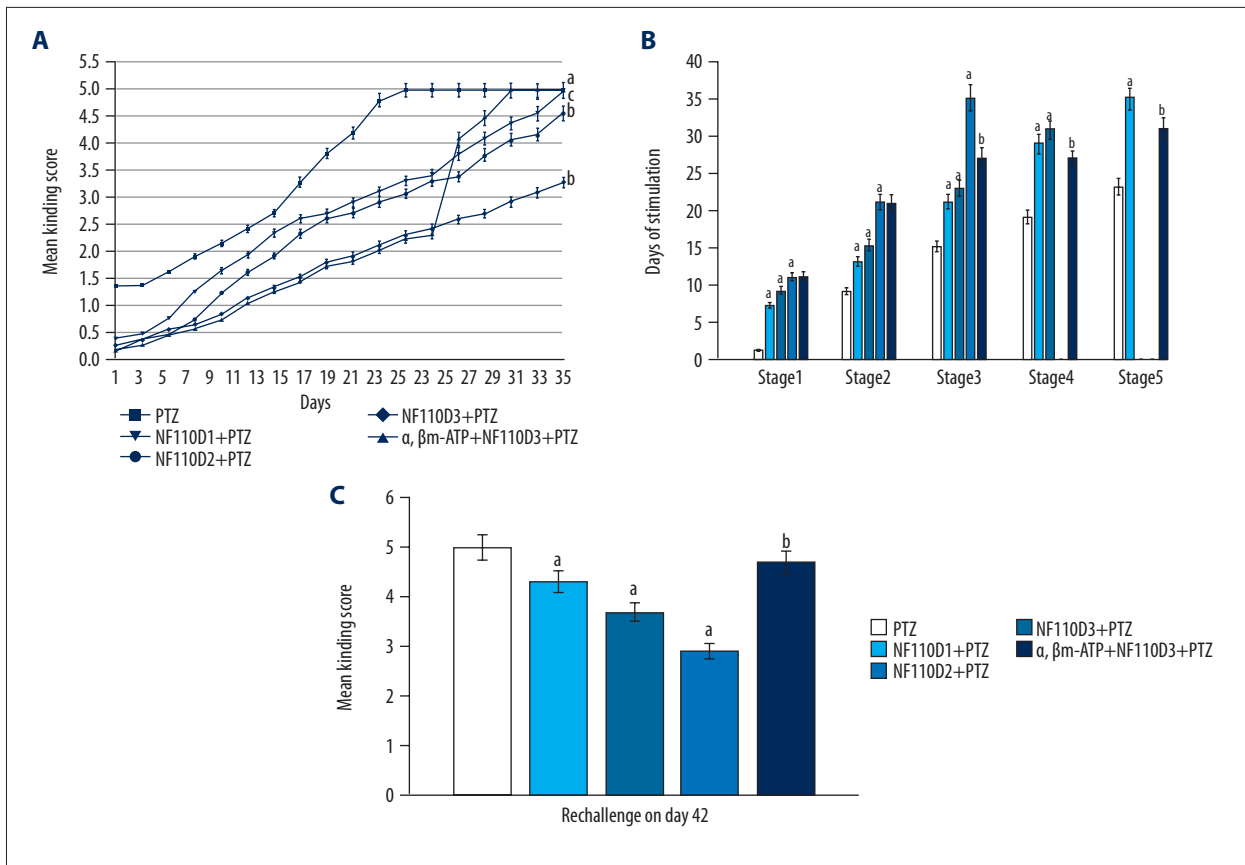 A
Mean kinding score
5.5
5.0
4.5
4.0
3.5
3.0
2.5
2.0
1.5
1.0
0.5
0.0
a
c
b
b
1 3 5 7 9 11 13 15 17 19 21 23 25 23 25 27 29 31 33 35
Days
PTZ
NF110D1+PTZ
NF110D2+PTZ
NF110D3+PTZ
α, βm-ATP+NF110D3+PTZ
B
Days of stimulation
40
35
30
25
20
15
10
5
0
a a a
a a a
a a a b
a a b
a b
Stage1 Stage2 Stage3 Stage4 Stage5
C
Mean kinding score
6
5
4
3
2
1
0
a a a b
Rechallenge on day 42
PTZ
NF110D1+PTZ
NF110D2+PTZ
NF110D3+PTZ
α, βm-ATP+NF110D3+PTZ